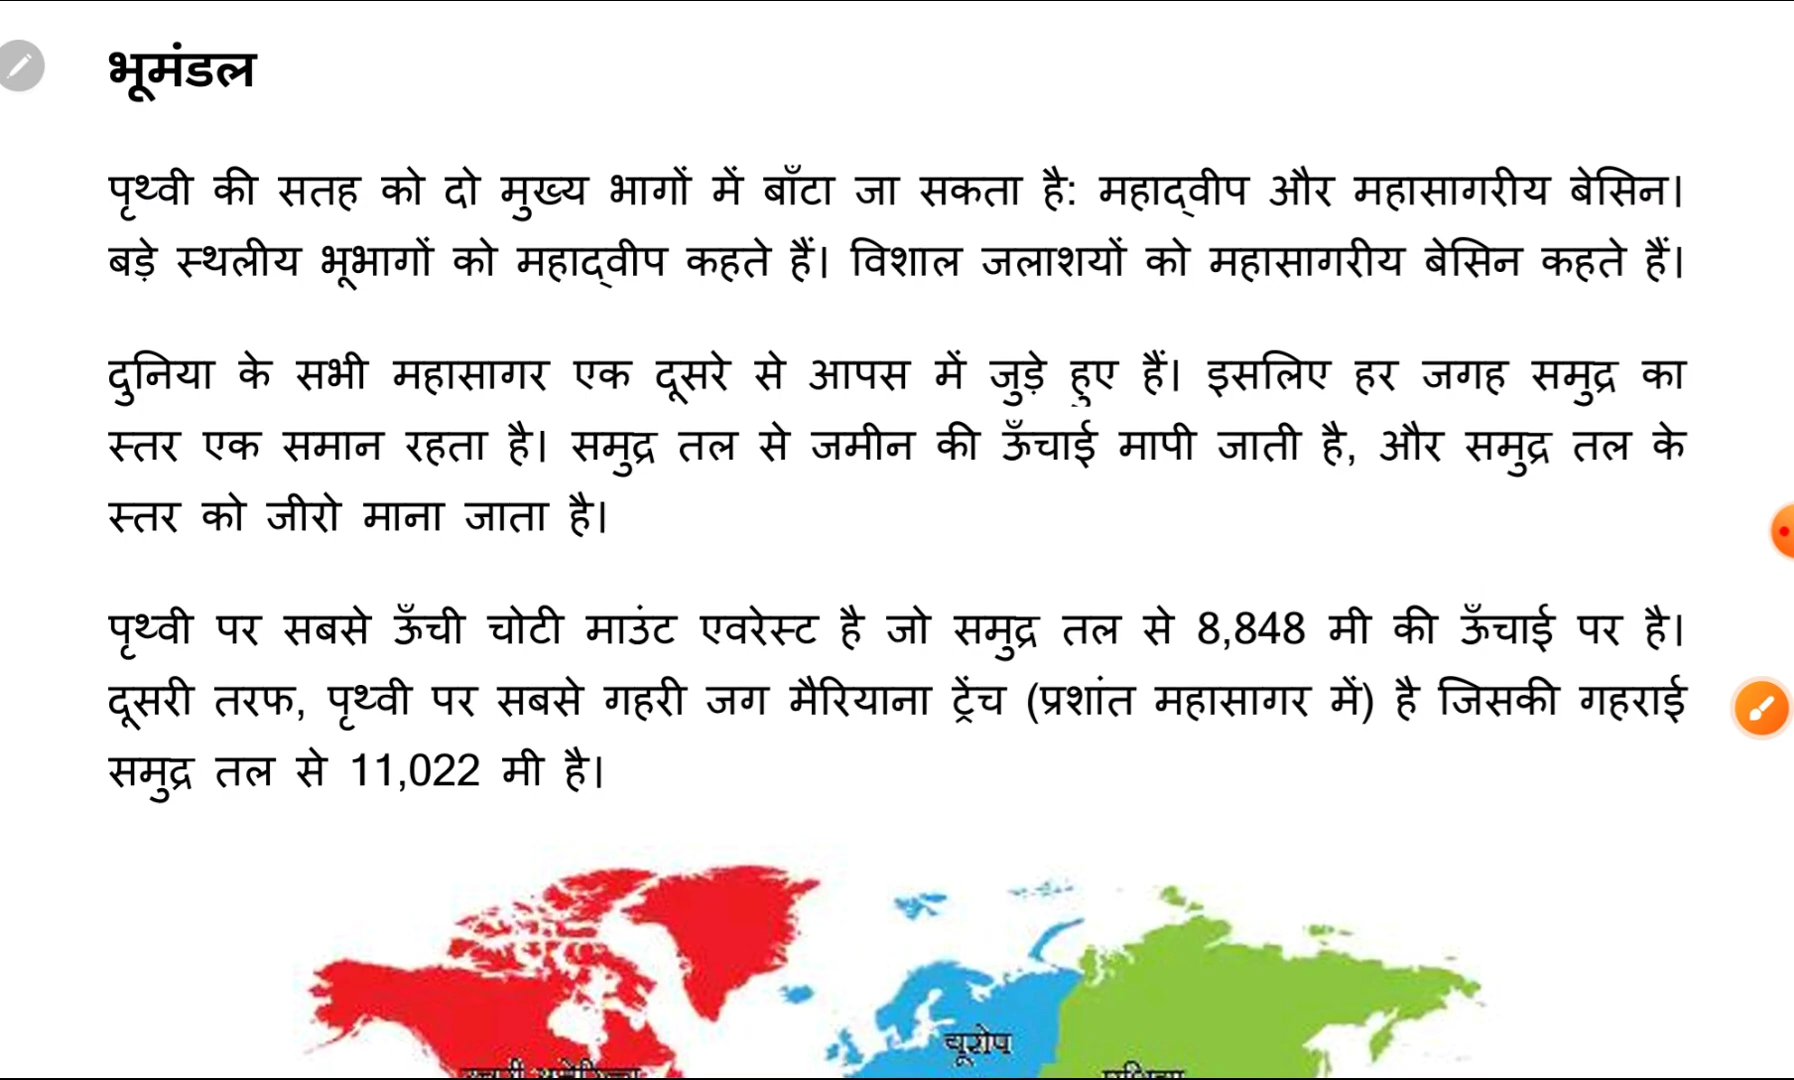 भूमंडल
पृथ्वी की सतह को दो मुख्य भागों में बाँटा जा सकता है: महाद्वीप और महासागरीय बेसिन।
बड़े स्थलीय भूभागों को महाद्वीप कहते हैं। विशाल जलाशयों को महासागरीय बेसिन कहते हैं।
दुनिया के सभी महासागर एक दूसरे से आपस में जुड़े हुए हैं। इसलिए हर जगह समुद्र का
स्तर एक समान रहता है। समुद्र तल से जमीन की ऊँचाई मापी जाती है, और समुद्र तल के
स्तर को जीरो माना जाता है।
पृथ्वी पर सबसे ऊँची चोटी माउंट एवरेस्ट है जो समुद्र तल से 8,848 मी की ऊँचाई पर है।
दूसरी तरफ, पृथ्वी पर सबसे गहरी जग मैरियाना ट्रेंच (प्रशांत महासागर में) है जिसकी गहराई
समुद्र तल से 11,022 मी है।
यूरोप